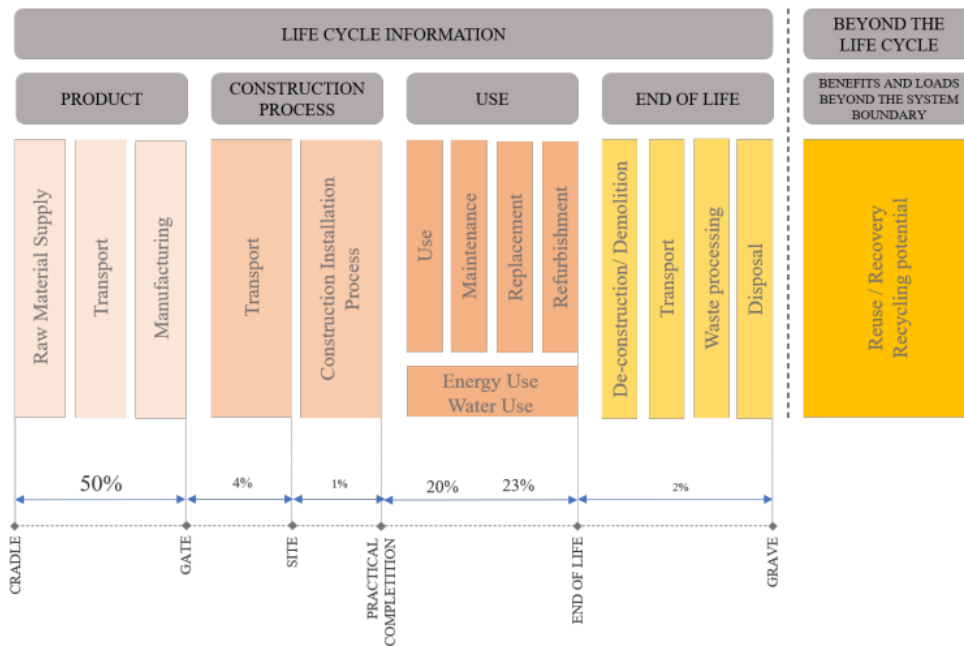 LIFE CYCLE INFORMATION
BEYOND THE
LIFE CYCLE
PRODUCT
CONSTRUCTION
PROCESS
USE
END OF LIFE
BENEFITS AND LOADS
BEYOND THE SYSTEM
BOUNDARY
Raw Material Supply
Transport
Manufacturing
Transport
Construction Installation
Process
Use
Maintenance
Replacement
Refurbishment
Energy Use
Water Use
De-construction/ Demolition
Transport
Waste processing
Disposal
Reuse / Recovery
Recycling potential
50%
4%
1%
20%
23%
2%
CRADLE
GATE
SITE
PRACTICAL
COMPLETITION
END OF LIFE
GRAVE